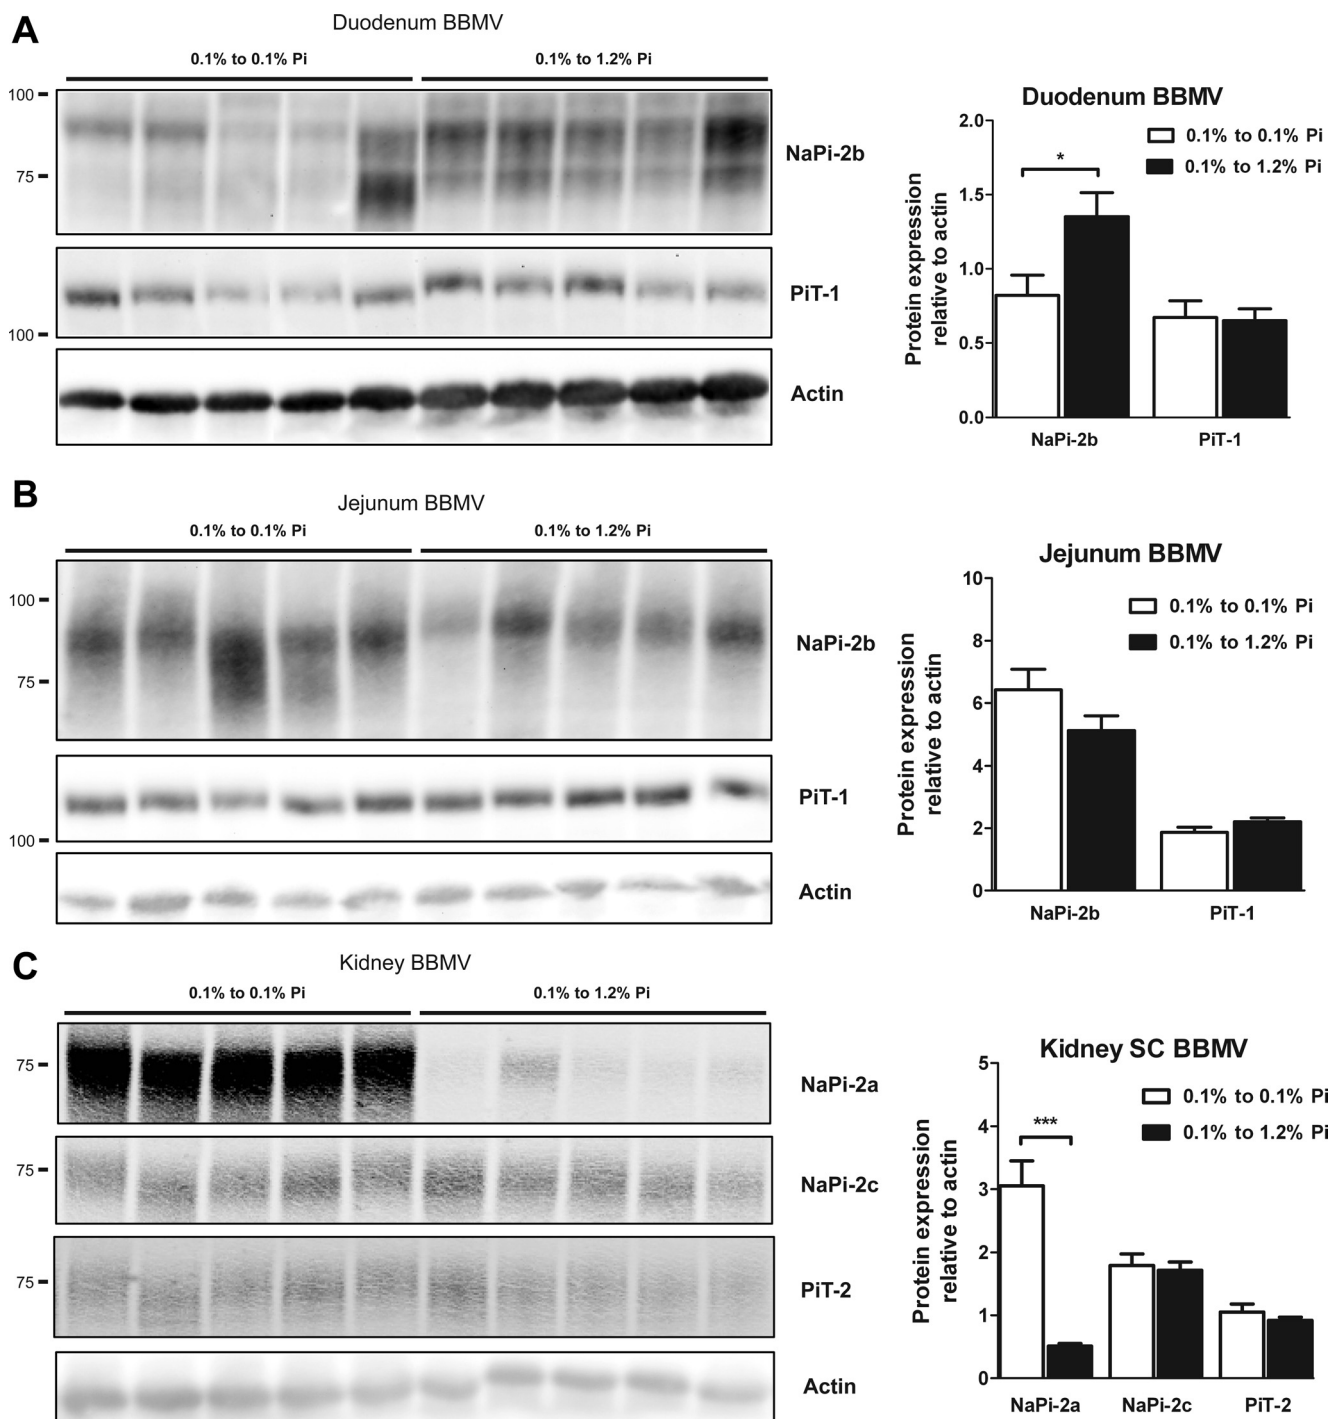 A
Duodenum BBMV
0.1% to 0.1% Pi
0.1% to 1.2% Pi
100
75
NaPi-2b
PiT-1
100
Actin
Duodenum BBMV
0.1% to 0.1% Pi
0.1% to 1.2% Pi
*
Protein expression
relative to actin
2.0
1.5
1.0
0.5
0.0
NaPi-2b
PiT-1
B
Jejunum BBMV
0.1% to 0.1% Pi
0.1% to 1.2% Pi
100
75
NaPi-2b
PiT-1
100
Actin
Jejunum BBMV
0.1% to 0.1% Pi
0.1% to 1.2% Pi
Protein expression
relative to actin
10
8
6
4
2
0
NaPi-2b
PiT-1
C
Kidney BBMV
0.1% to 0.1% Pi
0.1% to 1.2% Pi
75
NaPi-2a
75
NaPi-2c
75
PiT-2
Actin
Kidney SC BBMV
0.1% to 0.1% Pi
0.1% to 1.2% Pi
***
Protein expression
relative to actin
5
4
3
2
1
0
NaPi-2a
NaPi-2c
PiT-2